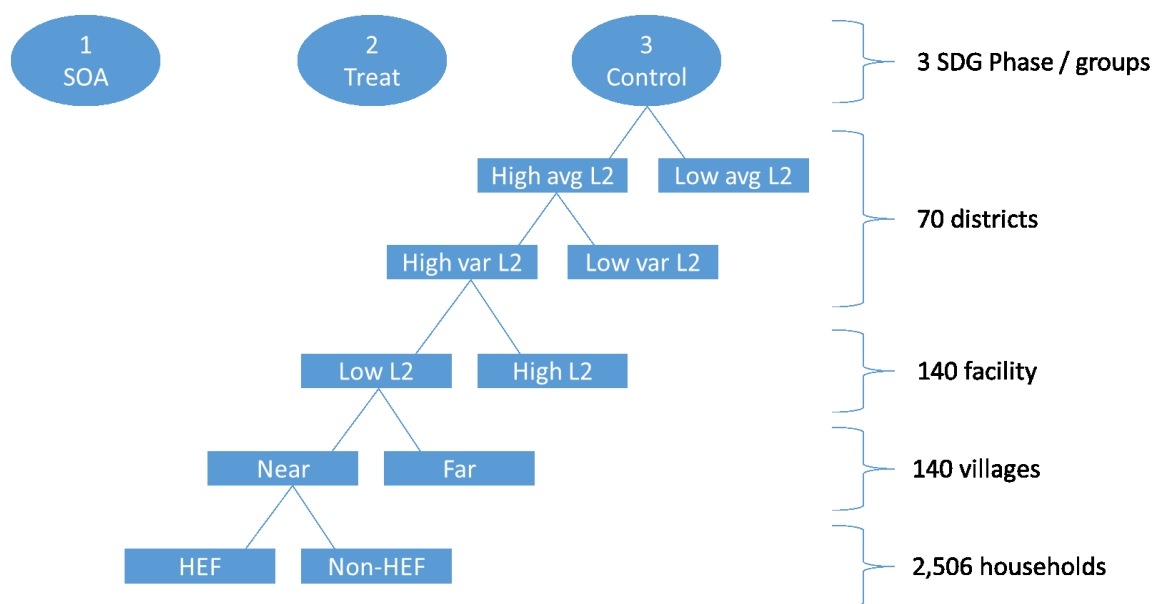 1
SOA
2
Treat
3
Control
3 SDG Phase / groups
High avg L2
Low avg L2
70 districts
High var L2
Low var L2
Low L2
High L2
140 facility
Near
Far
140 villages
HEF
Non-HEF
2,506 households